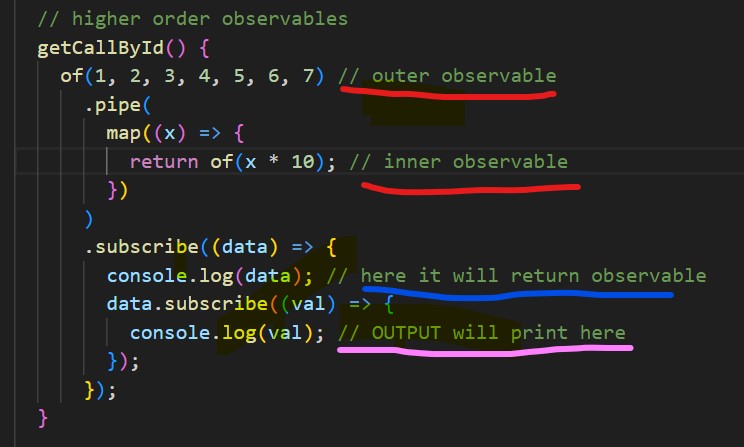 // higher order observables
getCallById() {
of(1, 2, 3, 4, 5, 6, 7) // outer observable
.pipe(
map((x) => {
return of(x * 10); // inner observable
})
)
.subscribe((data) => {
console.log(data); // here it will return observable
data.subscribe((val) => {
console.log(val); // OUTPUT will print here
});
});
}